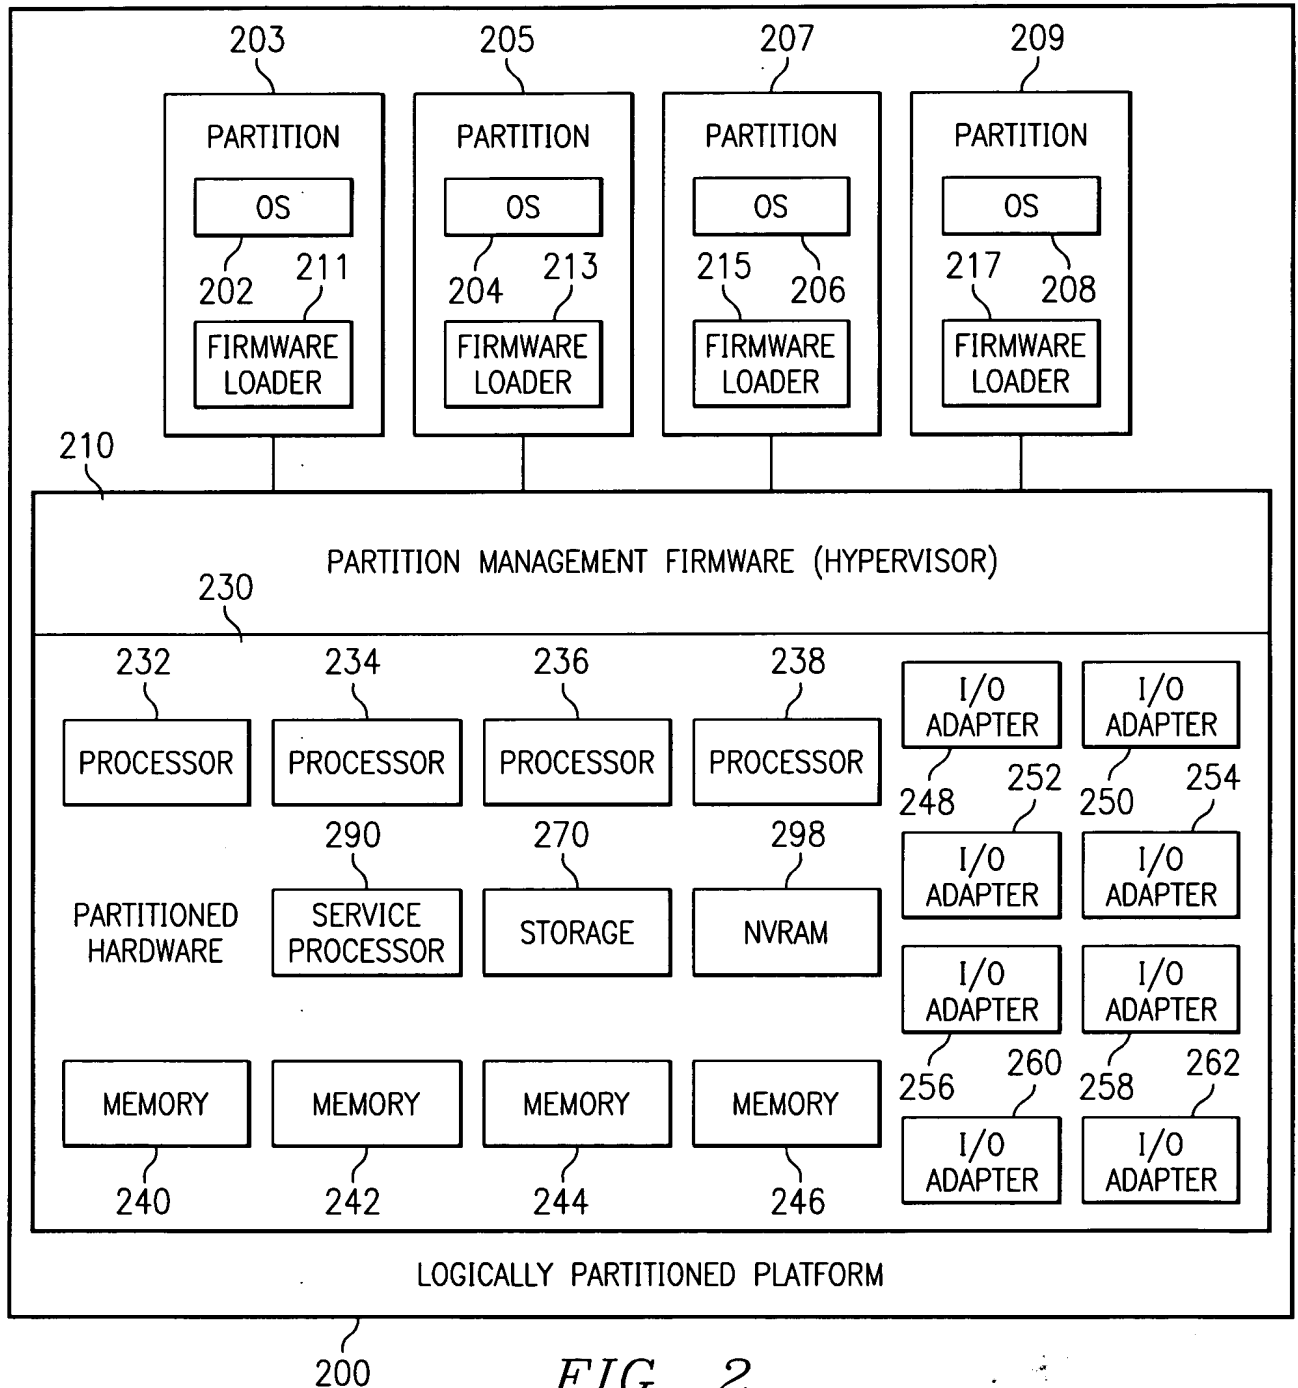 203 205 207 209
PARTITION PARTITION PARTITION PARTITION
OS OS OS OS
202 211 204 213 215 206 217 208
FIRMWARE LOADER FIRMWARE LOADER FIRMWARE LOADER FIRMWARE LOADER
210
PARTITION MANAGEMENT FIRMWARE (HYPERVISOR)
230
232 234 236 238
PROCESSOR PROCESSOR PROCESSOR PROCESSOR
I/O ADAPTER I/O ADAPTER
248 252 250 254
290 270 298
PARTITIONED HARDWARE
SERVICE PROCESSOR
STORAGE
NVRAM
I/O ADAPTER I/O ADAPTER
I/O ADAPTER I/O ADAPTER
256 260 258 262
MEMORY MEMORY MEMORY MEMORY
I/O ADAPTER I/O ADAPTER
240 242 244 246
LOGICALLY PARTITIONED PLATFORM
200
FIG. 2